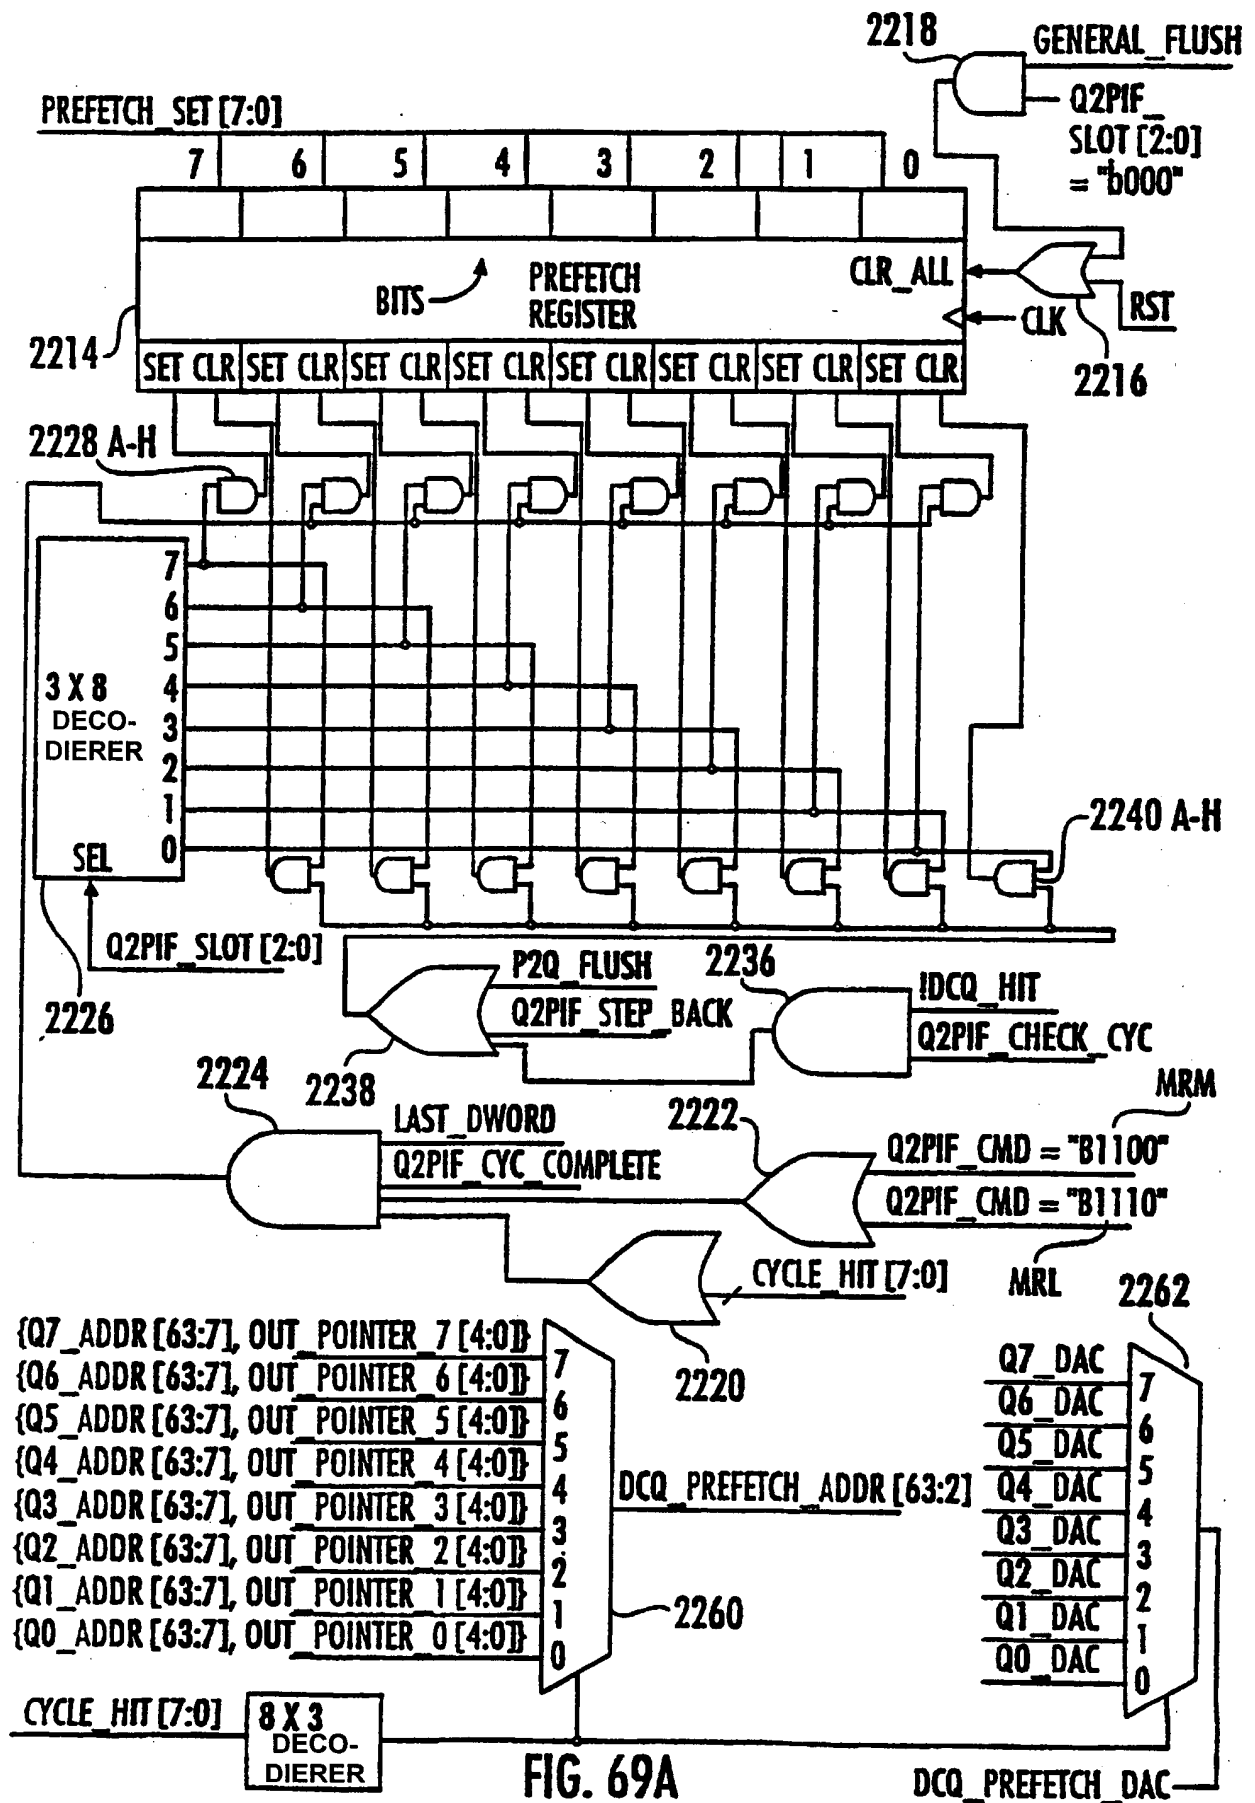 2218
GENERAL_FLUSH
PREFETCH_SET [7:0]
Q2PIF_
SLOT [2:0]
= "b000"
7 6 5 4 3 2 1 0
CLR_ALL
BITS
PREFETCH
REGISTER
CLK
RST
2214
2216
SET CLR SET CLR SET CLR SET CLR SET CLR SET CLR SET CLR SET CLR
2228 A-H
7
6
5
4
3
2
1
0
3 X 8
DECO-
DIERER
SEL
2240 A-H
Q2PIF_SLOT [2:0]
2226
P2Q_FLUSH
Q2PIF_STEP_BACK
2236
!DCQ_HIT
Q2PIF_CHECK_CYC
2238
2224
LAST_DWORD
Q2PIF_CYC_COMPLETE
2222
MRM
Q2PIF_CMD = "B1100"
Q2PIF_CMD = "B1110"
MRL
CYCLE_HIT [7:0]
2220
2262
{Q7_ADDR [63:7], OUT_POINTER_7 [4:0]} 7
{Q6_ADDR [63:7], OUT_POINTER_6 [4:0]} 6
{Q5_ADDR [63:7], OUT_POINTER_5 [4:0]} 5
{Q4_ADDR [63:7], OUT_POINTER_4 [4:0]} 4
{Q3_ADDR [63:7], OUT_POINTER_3 [4:0]} 3
{Q2_ADDR [63:7], OUT_POINTER_2 [4:0]} 2
{Q1_ADDR [63:7], OUT_POINTER_1 [4:0]} 1
{Q0_ADDR [63:7], OUT_POINTER_0 [4:0]} 0
DCQ_PREFETCH_ADDR [63:2]
2260
Q7_DAC 7
Q6_DAC 6
Q5_DAC 5
Q4_DAC 4
Q3_DAC 3
Q2_DAC 2
Q1_DAC 1
Q0_DAC 0
CYCLE_HIT [7:0]
8 X 3
DECO-
DIERER
FIG. 69A
DCQ_PREFETCH_DAC